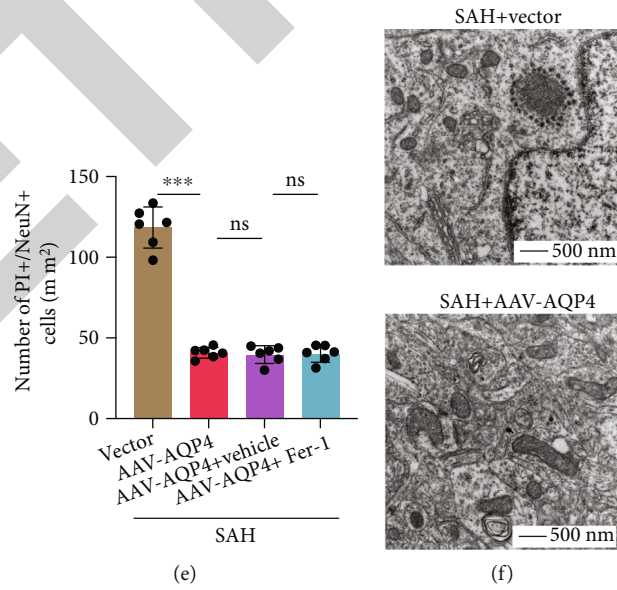 SAH+vector
500 nm
SAH+AAV-AQP4
500 nm
(f)
Number of PI+/NeuN+
cells (m m²)
150
100
50
0
***
ns
ns
Vector
AAV-AQP4
AAV-AQP4+vehicle
AAV-AQP4+ Fer-1
SAH
(e)